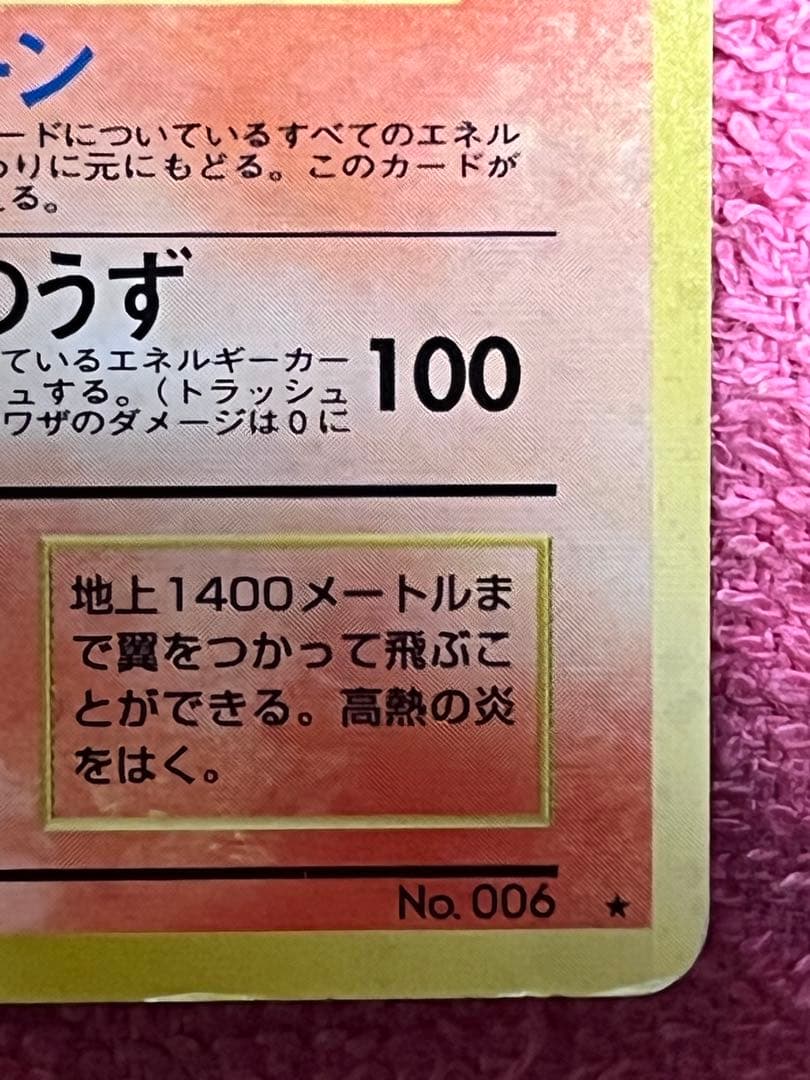 ーン
ードについているすべてのエネル
わりに元にもどる。このカードが
える。
のうず
ているエネルギーカー
ュする。（トラッシュ
ワザのダメージは０に
100
地上1400メートルま
で翼をつかって飛ぶこ
とができる。高熱の炎
をはく。
No. 006 ★